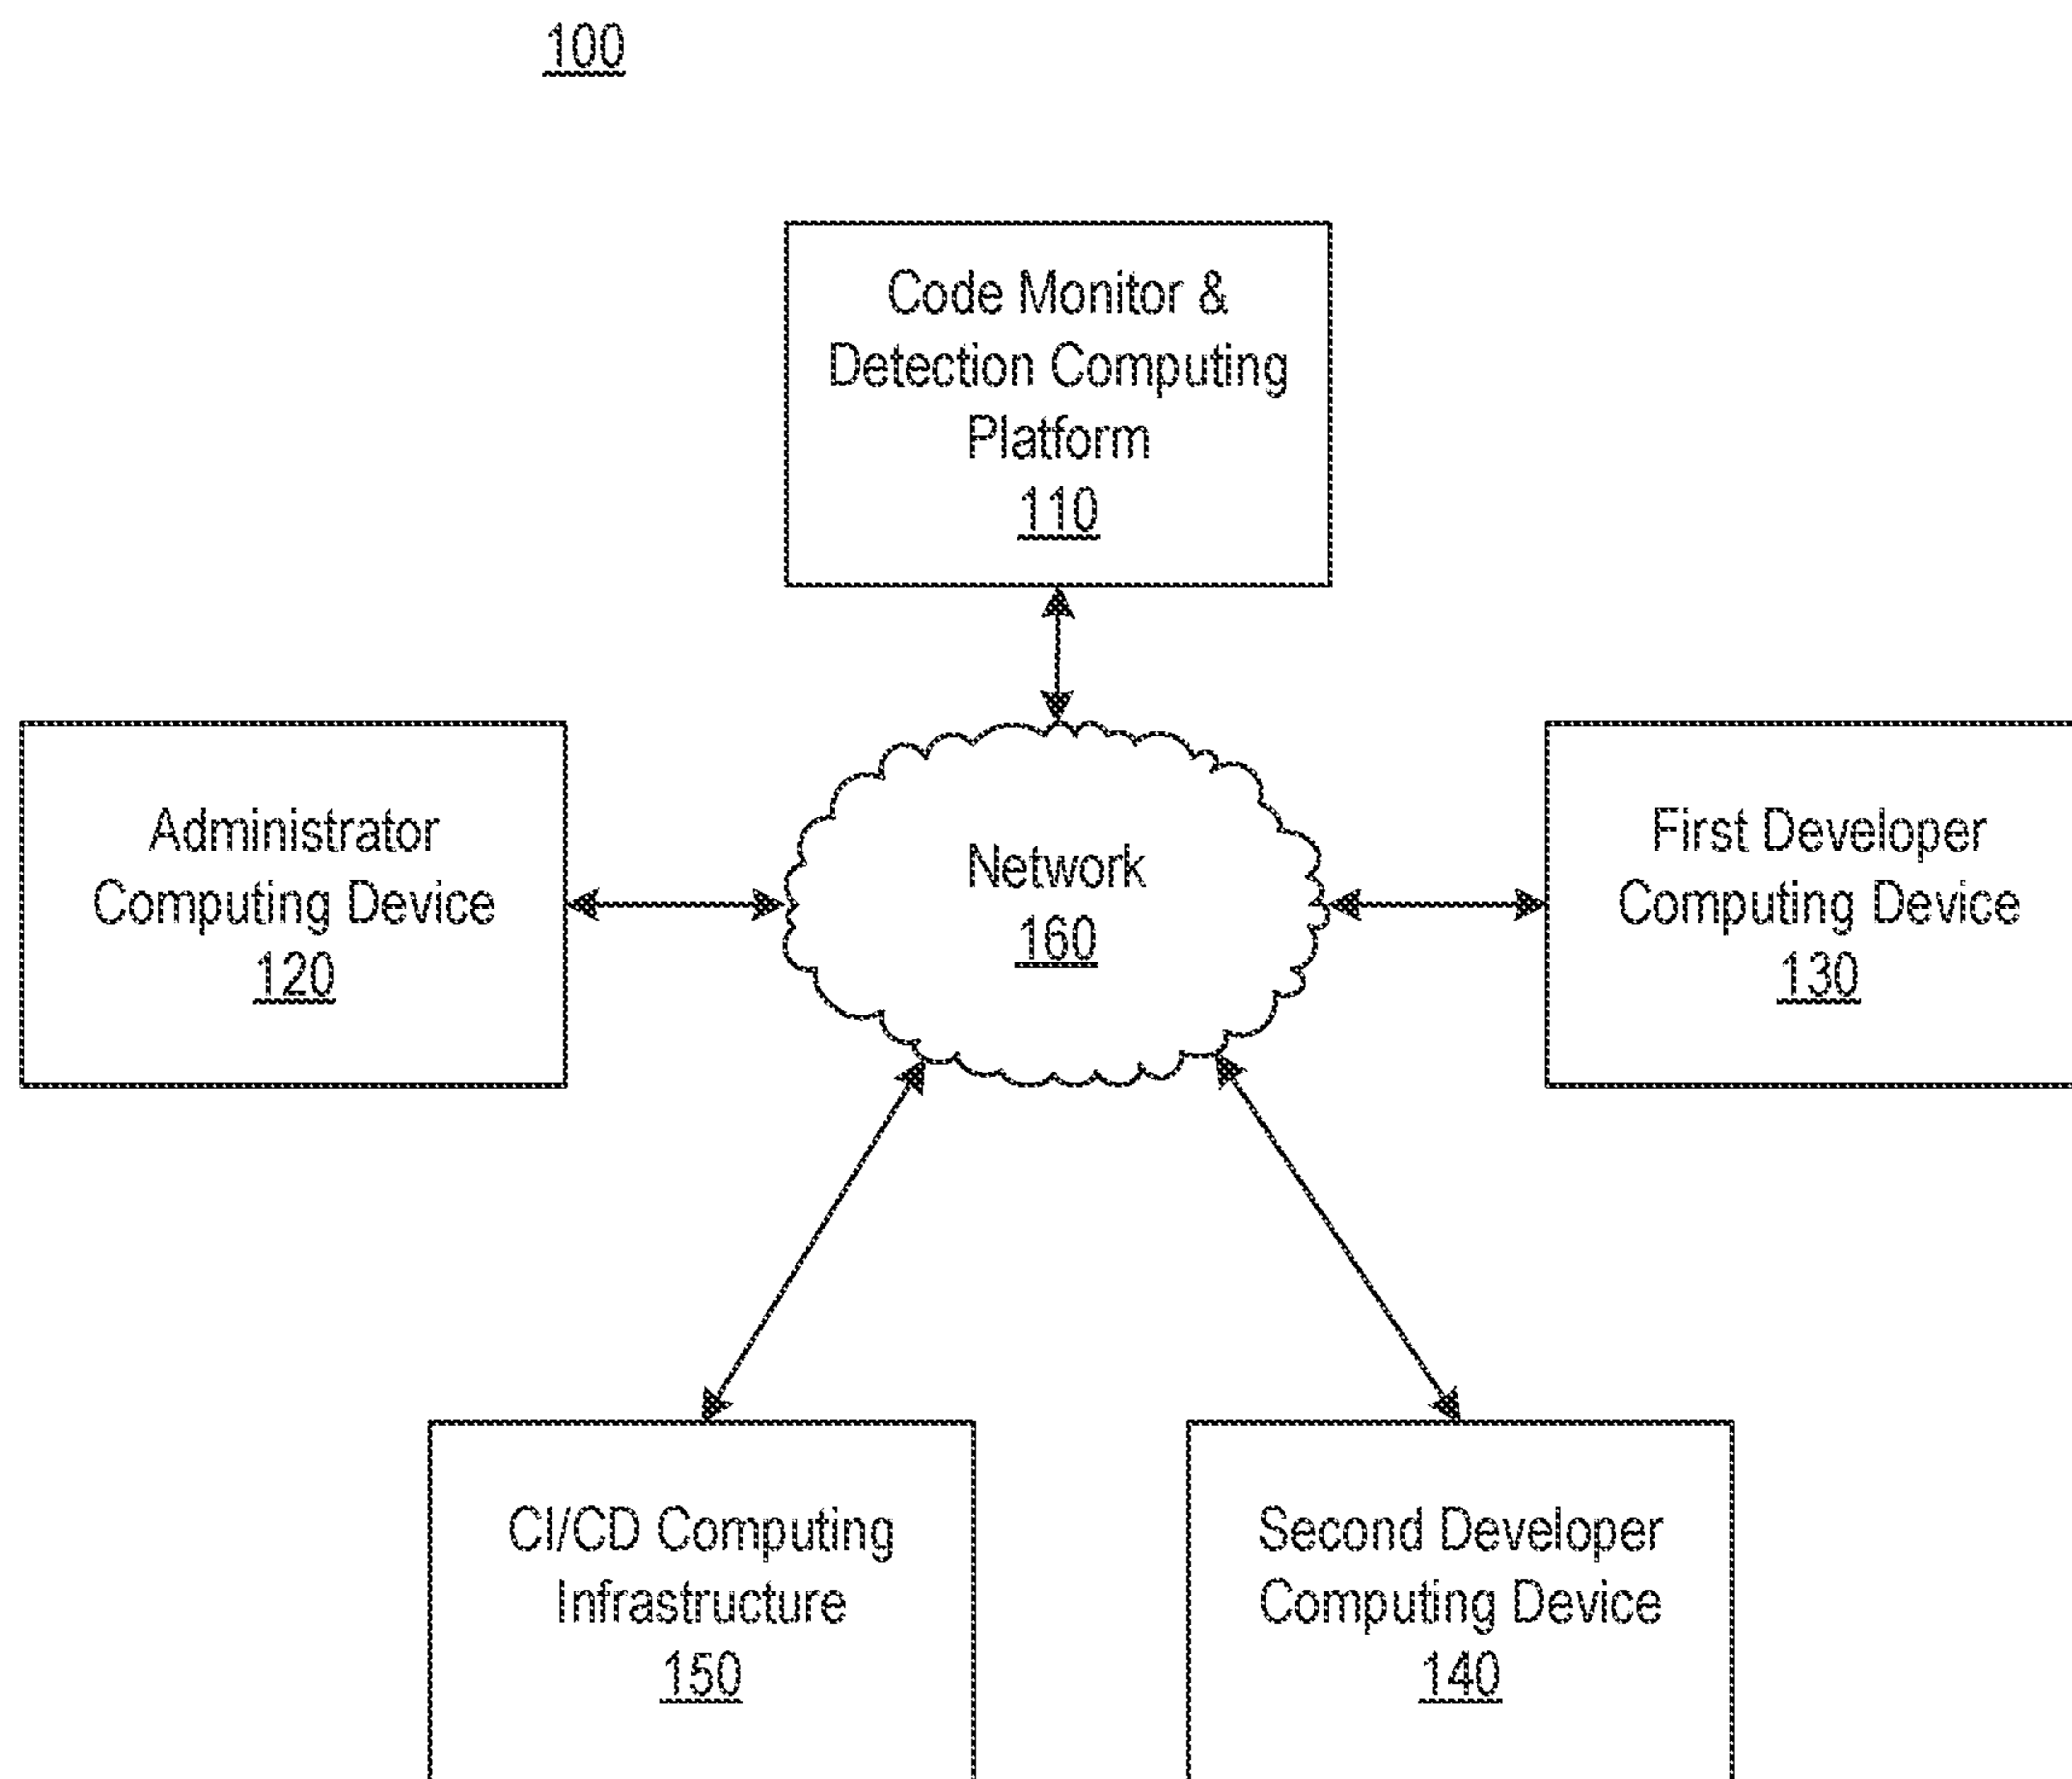 100
Code Monitor &
Detection Computing
Platform
110
Administrator
Computing Device
120
Network
160
First Developer
Computing Device
130
CI/CD Computing
Infrastructure
150
Second Developer
Computing Device
140